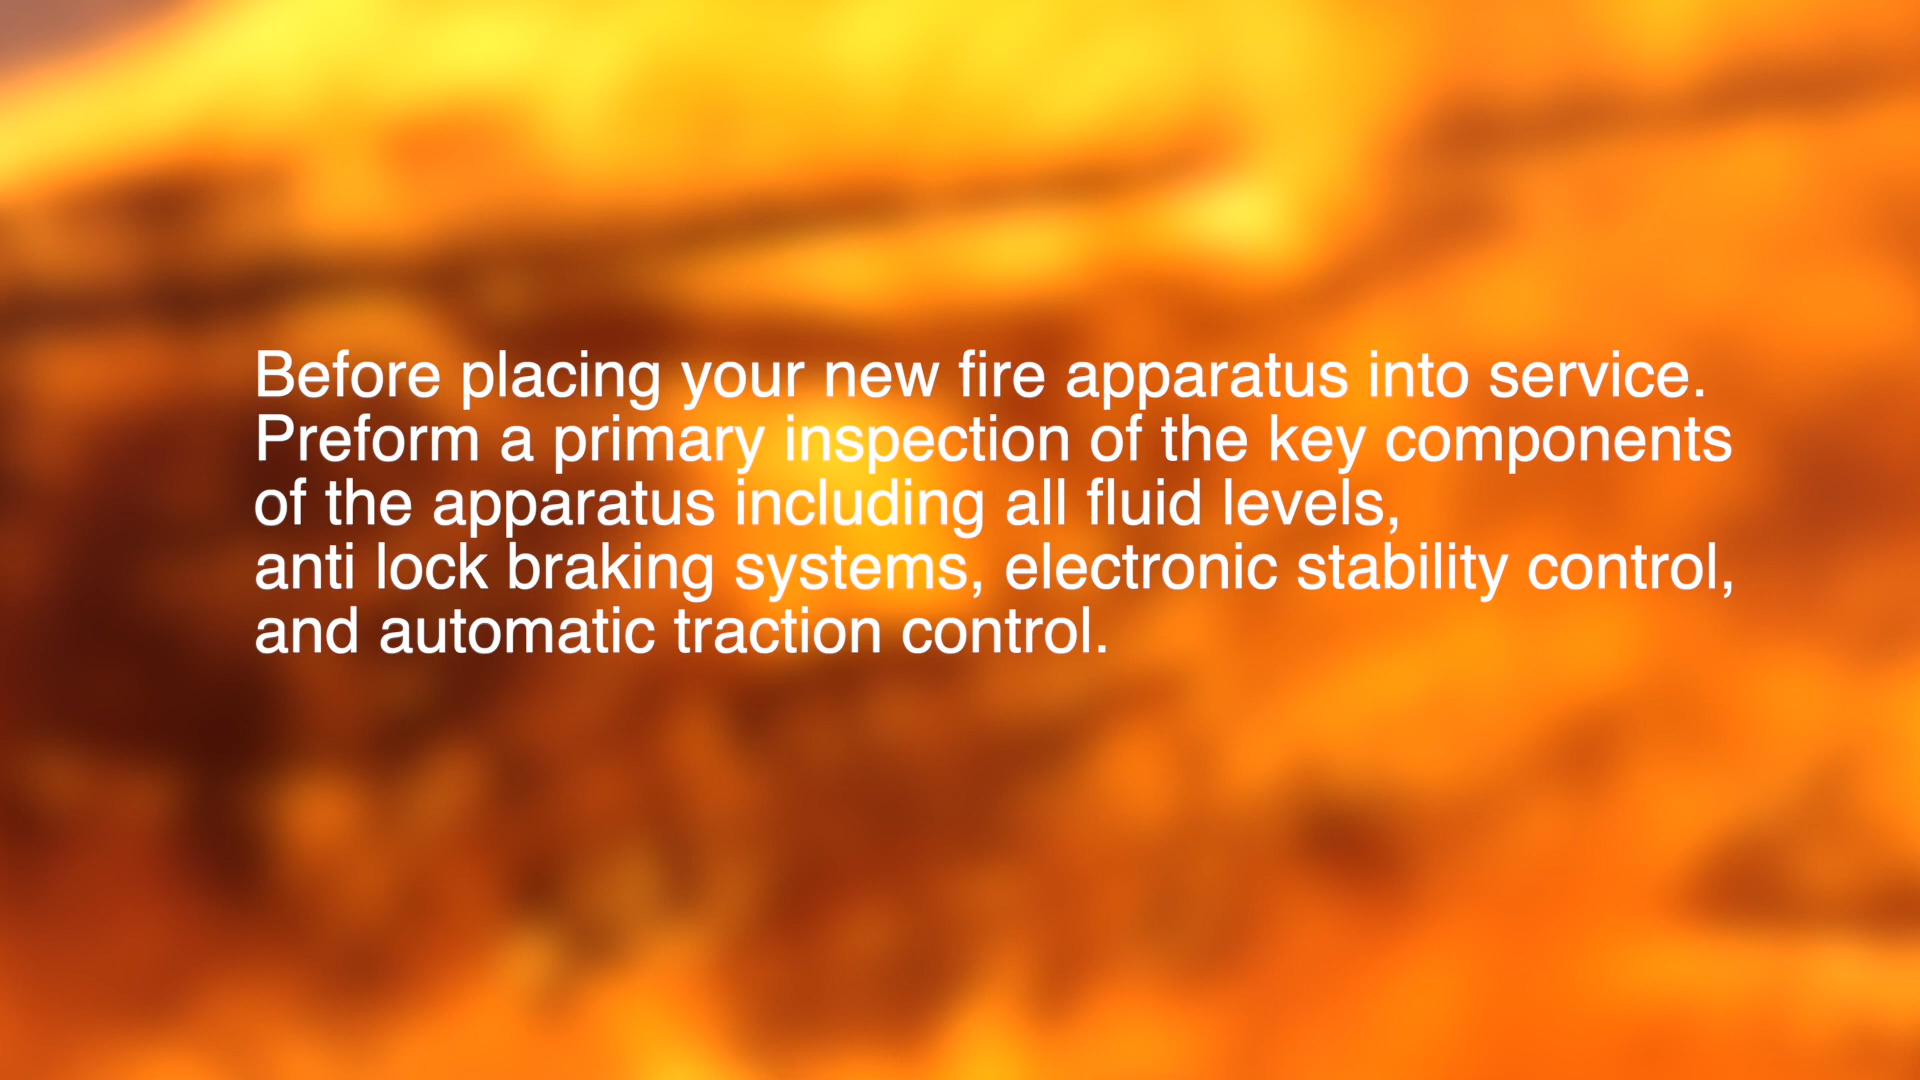 Before placing your new fire apparatus into service.
Preform a primary inspection of the key components
of the apparatus including all fluid levels,
anti lock braking systems, electronic stability control,
and automatic traction control.